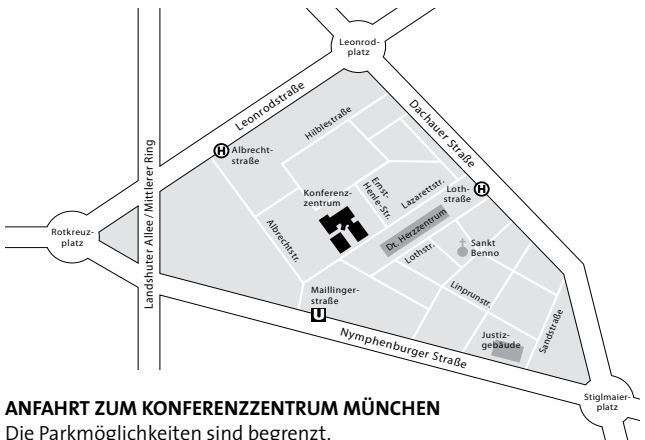 Leonrod-
platz
Leonrodstraße
Hilblestraße
Dachauer Straße
H
Albrecht-
straße
Landshuter Allee / Mittlerer Ring
Konferenz-
zentrum
Ernst-
Henle-Str.
Lazarettstr.
Loth-
straße
H
Rotkreuz-
platz
Albrechtstr.
Dt. Herzzentrum
Lothstr.
Sankt
Benno
Maillinger-
straße
U
Linprunstr.
Nymphenburger Straße
Justiz-
gebäude
Sandstraße
Stiglmaier-
platz
ANFAHRT ZUM KONFERENZZENTRUM MÜNCHEN
Die Parkmöglichkeiten sind begrenzt.